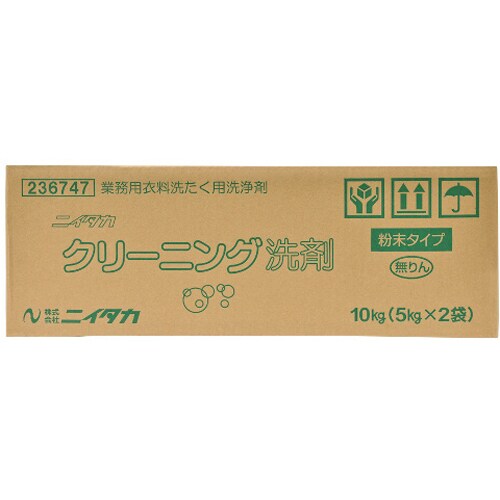 236747 業務用衣料洗たく用洗浄剤
ニイタカ
クリーニング洗剤
粉末タイプ
無りん
株式会社ニイタカ
10kg(5kg×2袋)